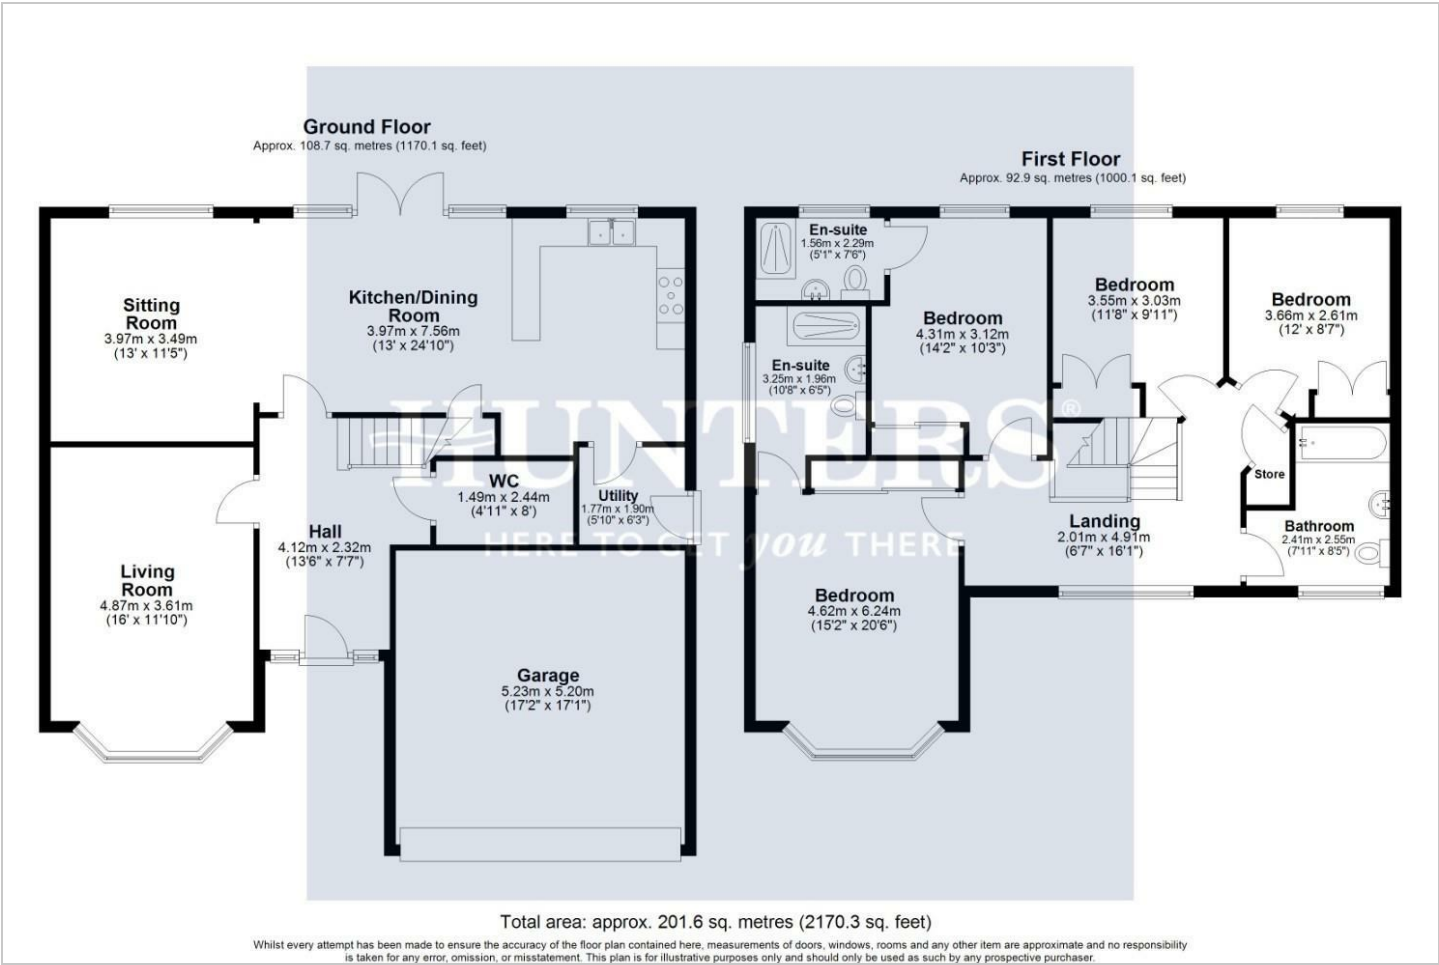 Ground Floor
Approx. 108.7 sq. metres (1170.1 sq. feet)
Sitting
Room
3.97m x 3.49m
(13' x 11'5")
Kitchen/Dining
Room
3.97m x 7.56m
(13' x 24'10")
WC
1.49m x 2.44m
(4'11" x 8')
Utility
1.77m x 1.90m
(5'10" x 6'3")
Hall
4.12m x 2.32m
(13'6" x 7'7")
Living
Room
4.87m x 3.61m
(16' x 11'10")
Garage
5.23m x 5.20m
(17'2" x 17'1")
First Floor
Approx. 92.9 sq. metres (1000.1 sq. feet)
En-suite
1.56m x 2.29m
(5'1" x 7'6")
Bedroom
4.31m x 3.12m
(14'2" x 10'3")
Bedroom
3.55m x 3.03m
(11'8" x 9'11")
Bedroom
3.66m x 2.61m
(12' x 8'7")
En-suite
3.25m x 1.96m
(10'8" x 6'5")
Store
Landing
2.01m x 4.91m
(6'7" x 16'1")
Bathroom
2.41m x 2.55m
(7'11" x 8'5")
Bedroom
4.62m x 6.24m
(15'2" x 20'6")
HUNTERS®
HERE TO GET you THERE
Total area: approx. 201.6 sq. metres (2170.3 sq. feet)
Whilst every attempt has been made to ensure the accuracy of the floor plan contained here, measurements of doors, windows, rooms and any other item are approximate and no responsibility
is taken for any error, omission, or misstatement. This plan is for illustrative purposes only and should only be used as such by any prospective purchaser.